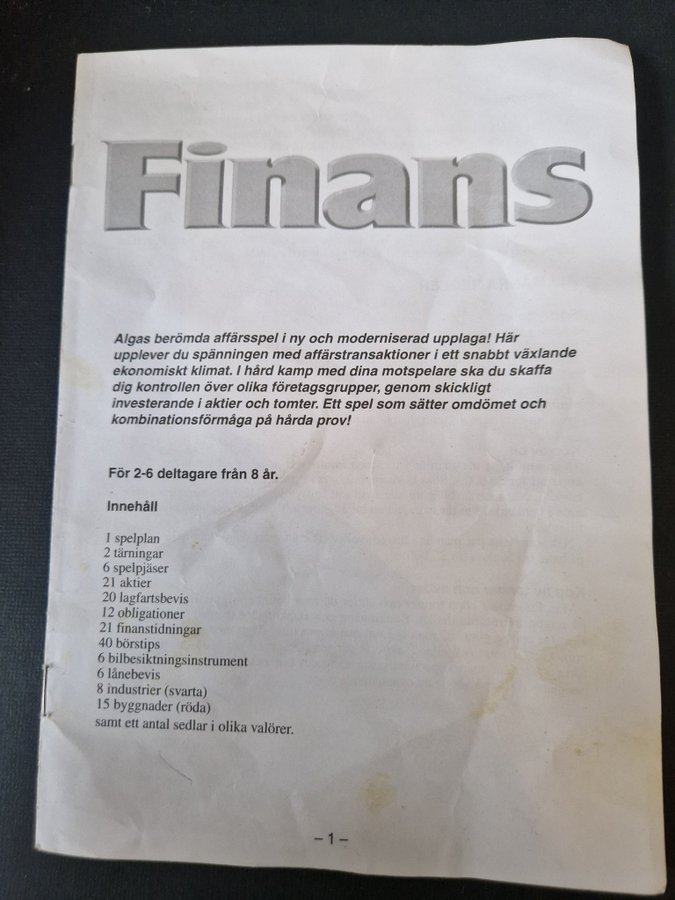 Finans
Algas berömda affärsspel i ny och moderniserad upplaga! Här
upplever du spänningen med affärstransaktioner i ett snabbt växlande
ekonomiskt klimat. I hård kamp med dina motspelare ska du skaffa
dig kontrollen över olika företagsgrupper, genom skickligt
investerande i aktier och tomter. Ett spel som sätter omdömet och
kombinationsförmåga på hårda prov!
För 2-6 deltagare från 8 år.
Innehåll
1 spelplan
2 tärningar
6 spelpjäser
21 aktier
20 lagfartsbevis
12 obligationer
21 finanstidningar
40 börstips
6 bilbesiktningsinstrument
6 lånebevis
8 industrier (svarta)
15 byggnader (röda)
samt ett antal sedlar i olika valörer.
– 1 –